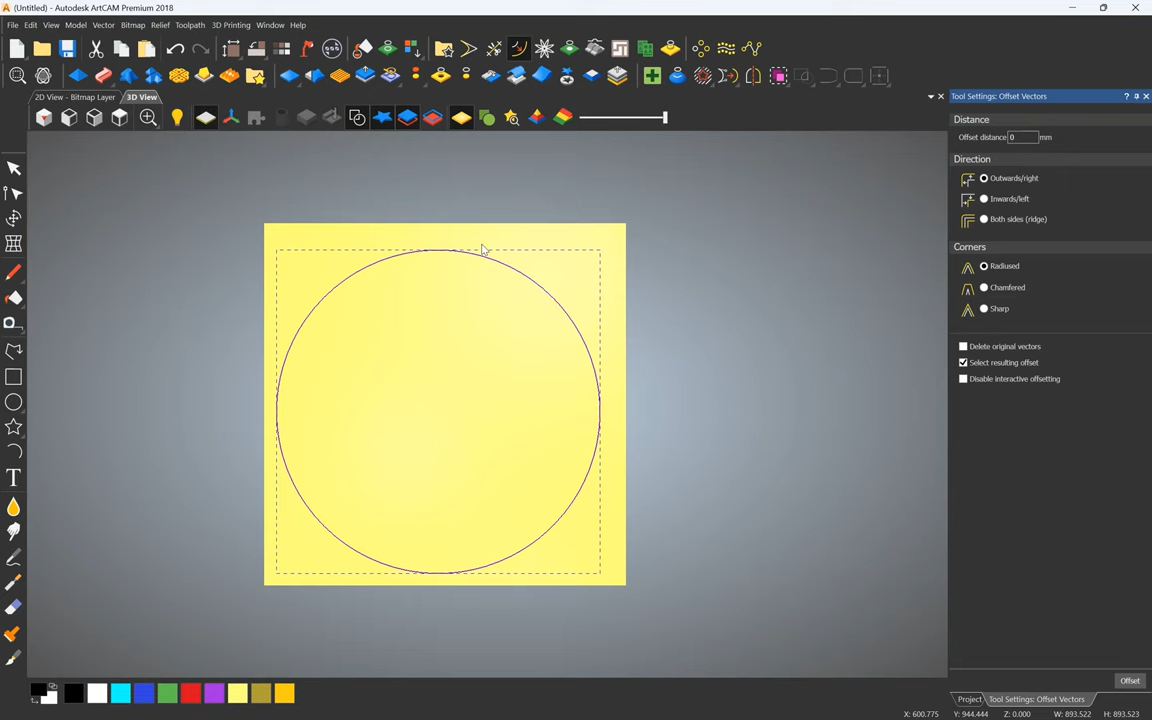 (Untitled) - Autodesk ArtCAM Premium 2018
File Edit View Model Vector Bitmap Relief Toolpath 3D Printing Window Help
2D View - Bitmap Layer 3D View
Tool Settings: Offset Vectors
Distance
Offset distance 0 mm
Direction
Outwards/right
Inwards/left
Both sides (ridge)
Corners
Radiused
Chamfered
Sharp
Delete original vectors
Select resulting offset
Disable interactive offsetting
Offset
Project Tool Settings: Offset Vectors
X: 600.775 Y: 944.444 Z: 0.000 W: 893.522 H: 893.523